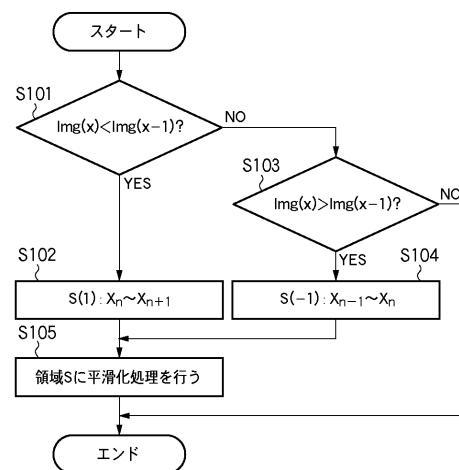 スタート
S101
Img(x)<Img(x−1)?
NO
YES
S103
Img(x)>Img(x−1)?
NO
YES
S102
S(1) : Xn〜Xn+1
S104
S(−1) : Xn−1〜Xn
S105
領域Sに平滑化処理を行う
エンド